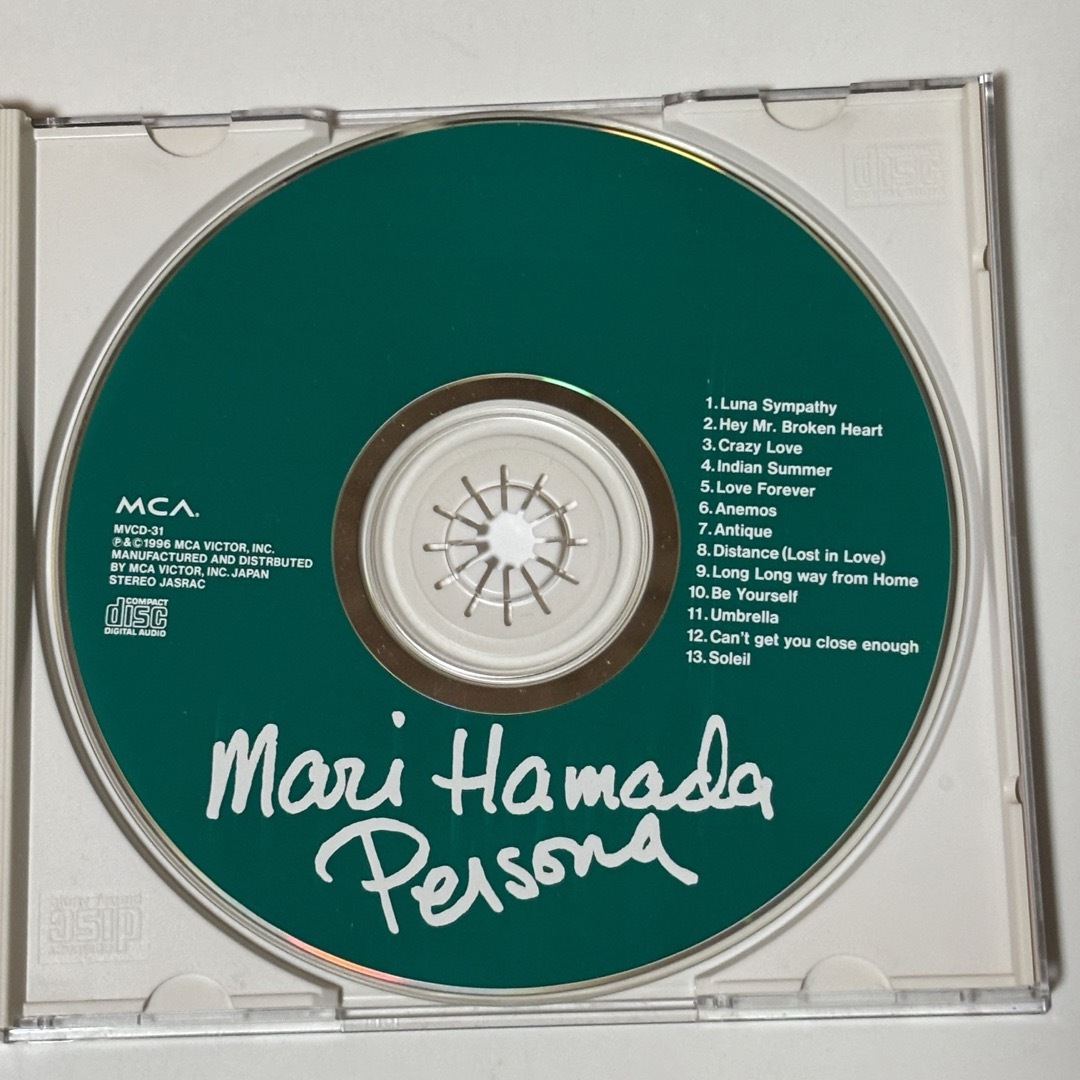 MCA®
MVCD-31
Ⓟ&©1996 MCA VICTOR, INC.
MANUFACTURED AND DISTRBUTED
BY MCA VICTOR, INC. JAPAN
STEREO JASRAC
COMPACT
disc
DIGITAL AUDIO
1.Luna Sympathy
2.Hey Mr. Broken Heart
3.Crazy Love
4.Indian Summer
5.Love Forever
6.Anemos
7.Antique
8.Distance (Lost in Love)
9.Long Long way from Home
10.Be Yourself
11.Umbrella
12.Can't get you close enough
13.Soleil
Mari Hamada
Persona
disc
disc